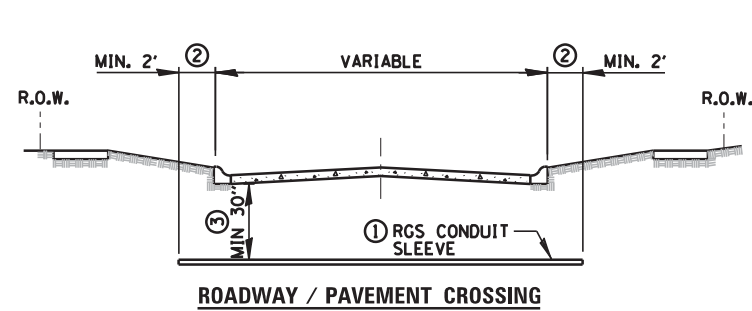 ② ②
MIN. 2' VARIABLE MIN. 2'
R.O.W. R.O.W.
③ MIN 30"
① RGS CONDUIT
SLEEVE
ROADWAY / PAVEMENT CROSSING